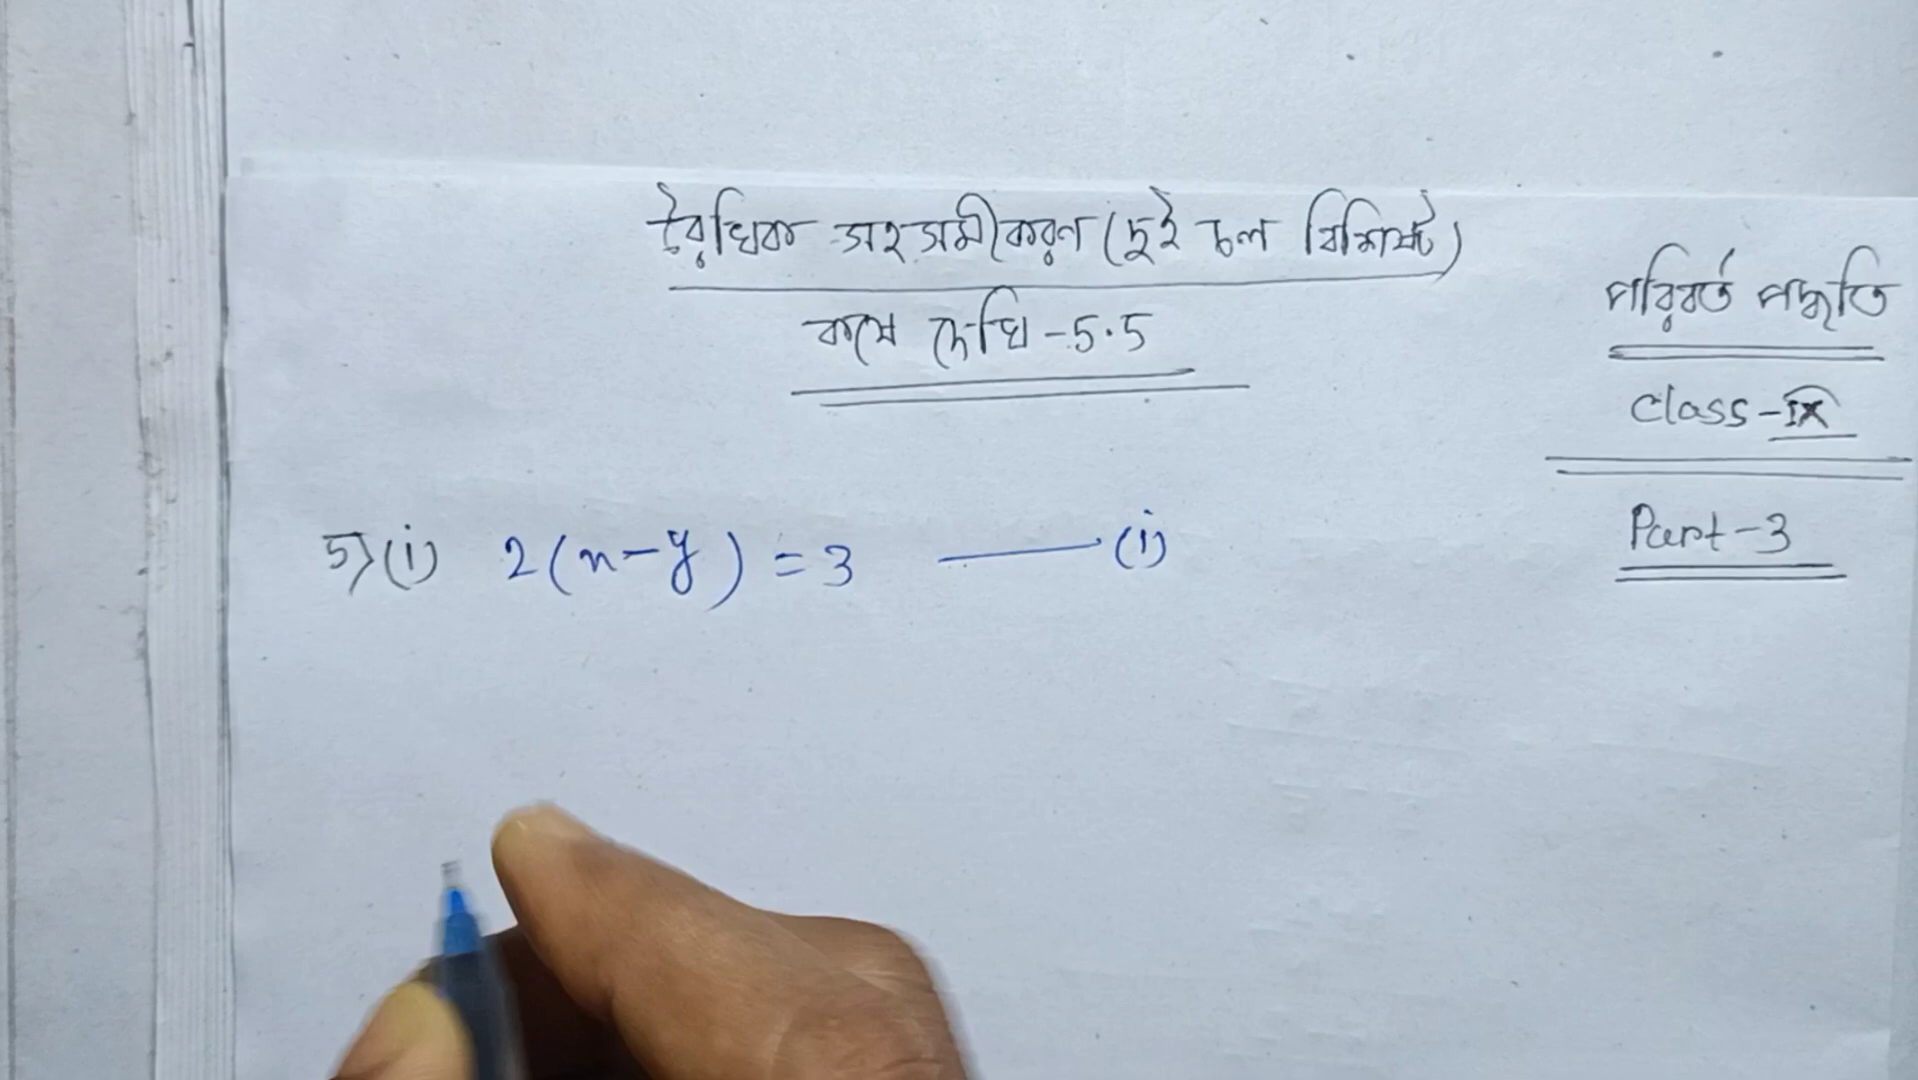 রৈখিক সহসমীকরণ (দুই চল বিশিষ্ট)
কষে দেখি - 5.5
পরিবর্ত পদ্ধতি
Class - IX
Part - 3
5) (i) 2(x-y) = 3 —— (i)